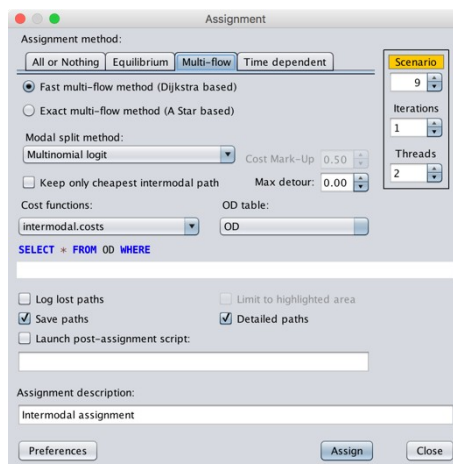 Assignment
Assignment method:
All or Nothing Equilibrium Multi-flow Time dependent
Scenario
9
Fast multi-flow method (Dijkstra based)
Exact multi-flow method (A Star based)
Iterations
1
Modal split method:
Multinomial logit
Cost Mark-Up 0.50
Threads
2
Keep only cheapest intermodal path
Max detour: 0.00
Cost functions: OD table:
intermodal.costs OD
SELECT * FROM OD WHERE
Log lost paths Limit to highlighted area
Save paths Detailed paths
Launch post-assignment script:
Assignment description:
Intermodal assignment
Preferences Assign Close